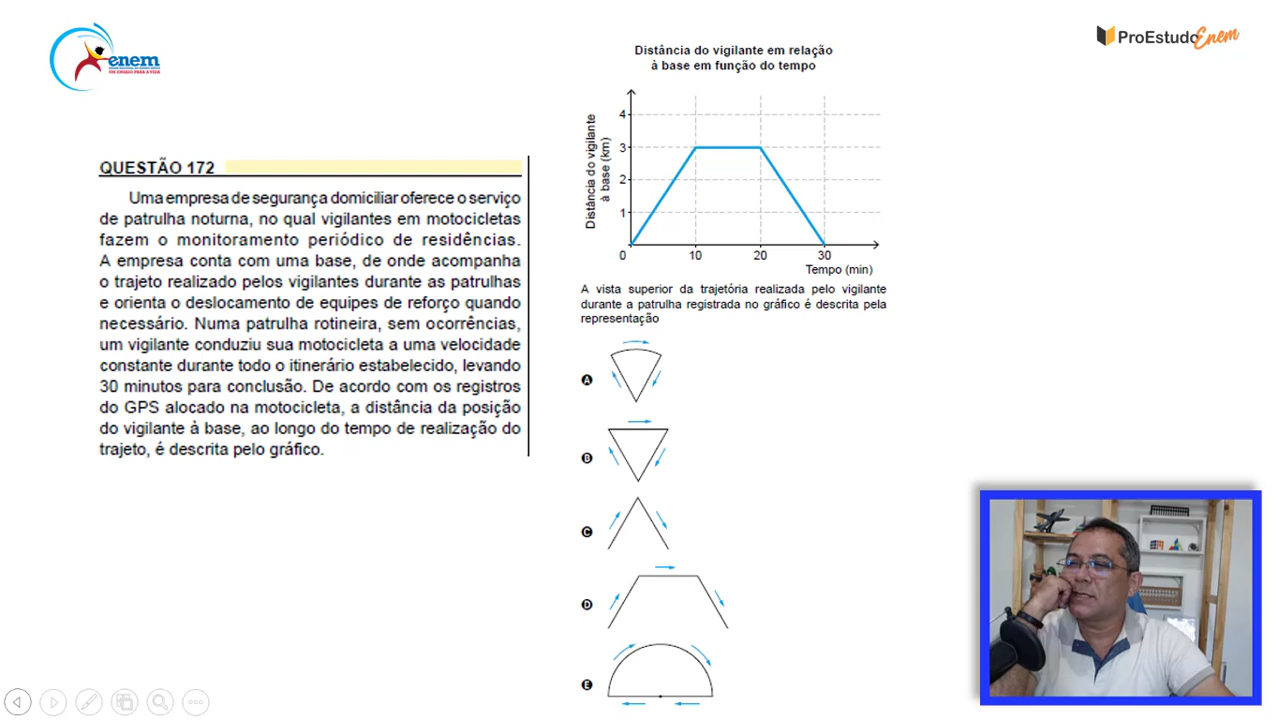 enem
UM ENSAIO PARA A VIDA
ProEstudo Enem
QUESTÃO 172
Uma empresa de segurança domiciliar oferece o serviço
de patrulha noturna, no qual vigilantes em motocicletas
fazem o monitoramento periódico de residências.
A empresa conta com uma base, de onde acompanha
o trajeto realizado pelos vigilantes durante as patrulhas
e orienta o deslocamento de equipes de reforço quando
necessário. Numa patrulha rotineira, sem ocorrências,
um vigilante conduziu sua motocicleta a uma velocidade
constante durante todo o itinerário estabelecido, levando
30 minutos para conclusão. De acordo com os registros
do GPS alocado na motocicleta, a distância da posição
do vigilante à base, ao longo do tempo de realização do
trajeto, é descrita pelo gráfico.
Distância do vigilante em relação
à base em função do tempo
Distância do vigilante
à base (km)
4
3
2
1
0
10
20
30
Tempo (min)
A vista superior da trajetória realizada pelo vigilante
durante a patrulha registrada no gráfico é descrita pela
representação
A
B
C
D
E